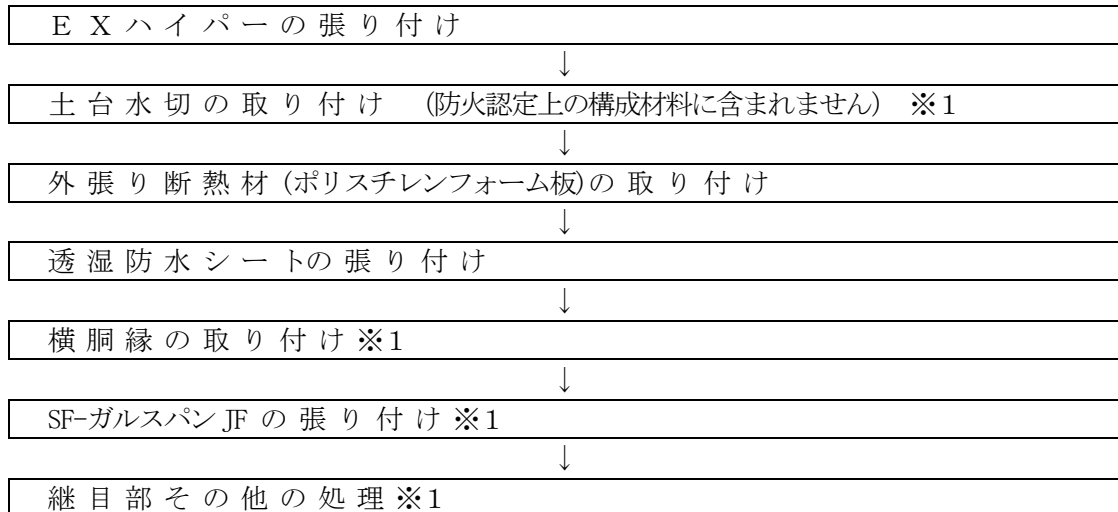 ＥＸハイパーの張り付け
↓
土台水切の取り付け (防火認定上の構成材料に含まれません) ※1
↓
外張り断熱材(ポリスチレンフォーム板)の取り付け
↓
透湿防水シートの張り付け
↓
横胴縁の取り付け※1
↓
SF-ガルスパンJFの張り付け※1
↓
継目部その他の処理※1